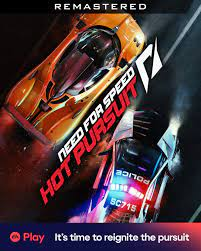 REMASTERED
NEED FOR SPEED
HOT PURSUIT
POLICE
SC715
EA Play
It's time to reignite the pursuit